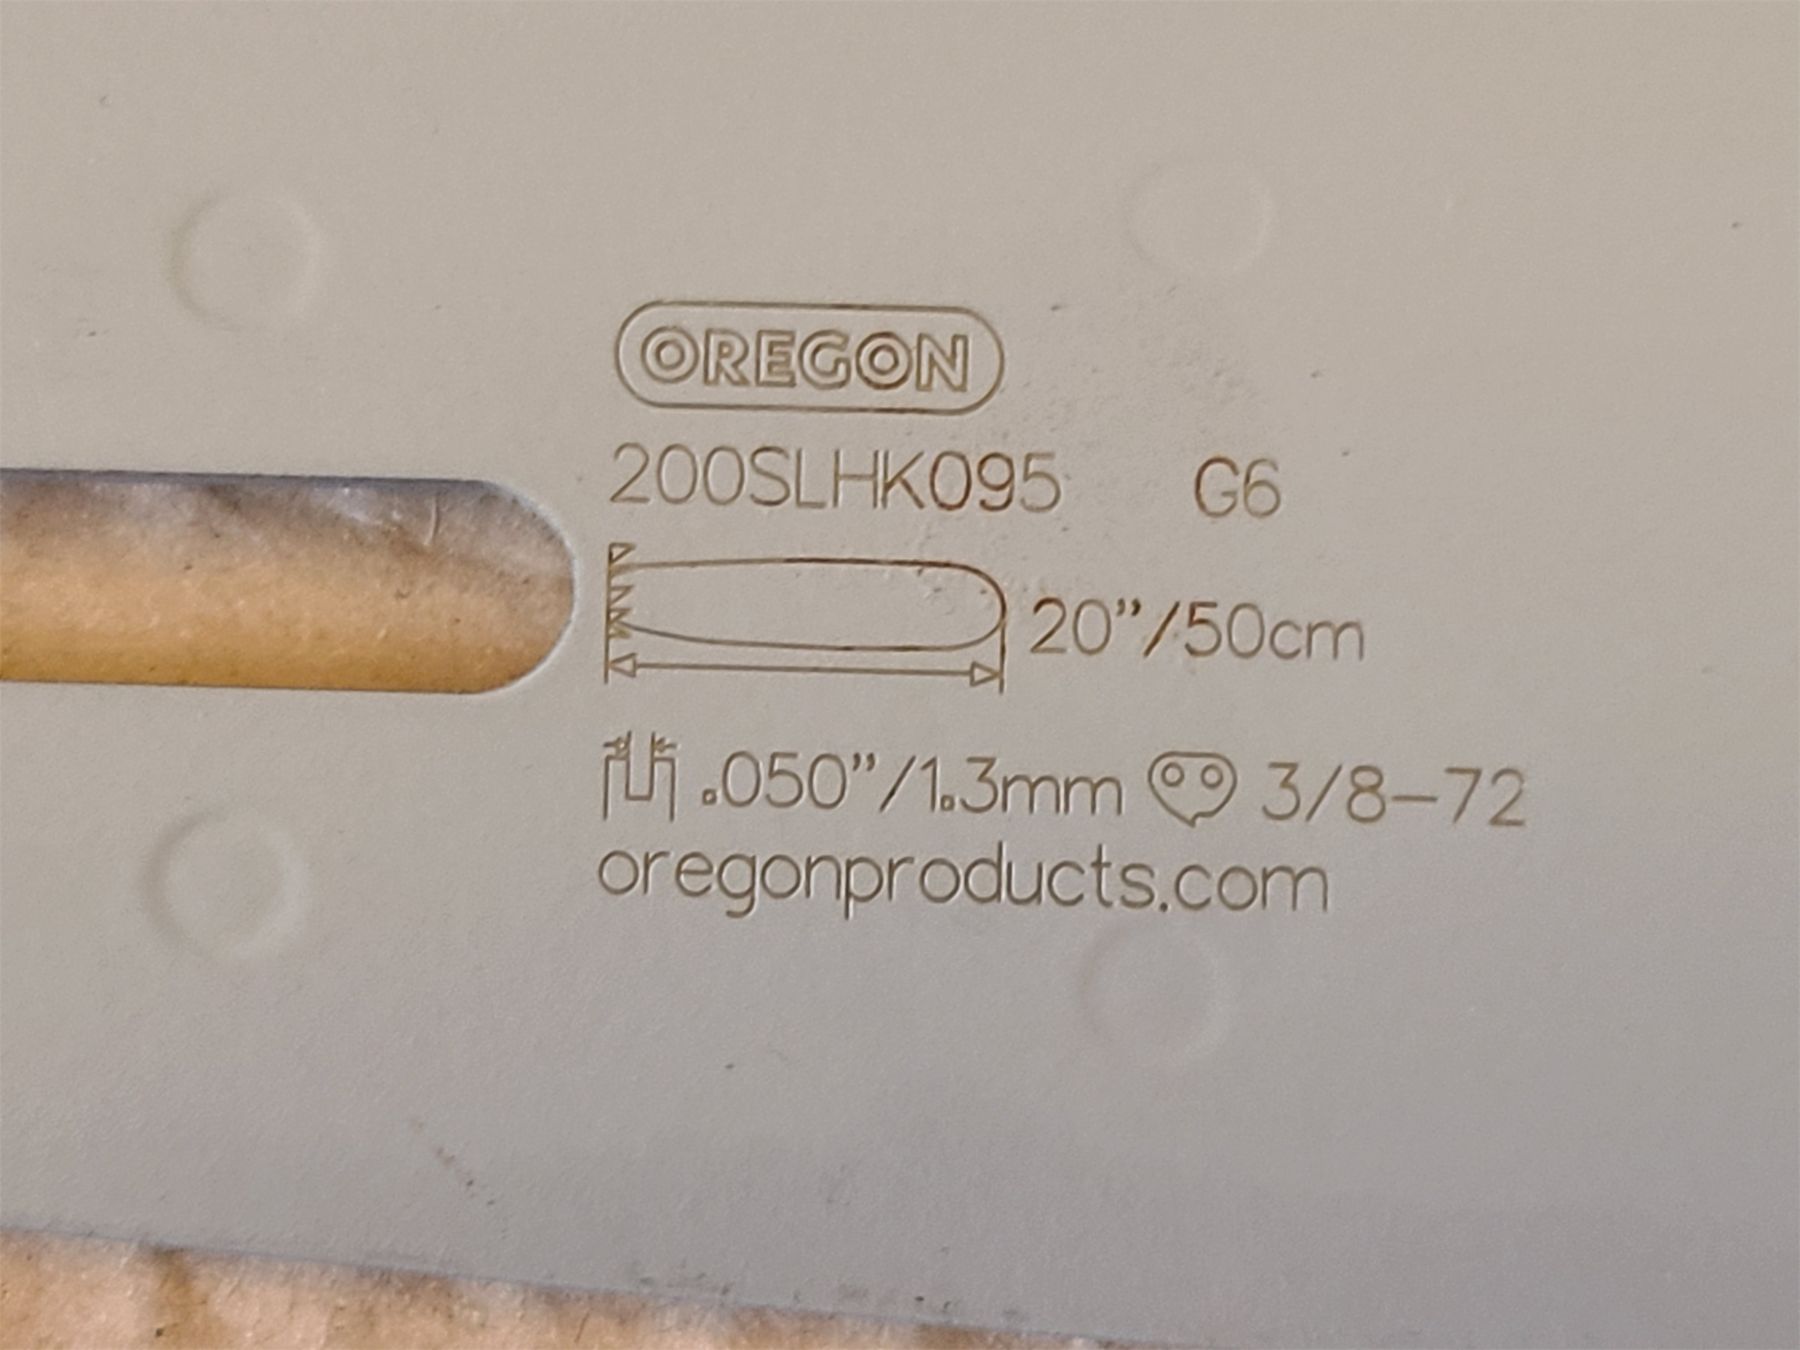 OREGON
200SLHK095 G6
20”/50cm
.050”/1.3mm 3/8-72
oregonproducts.com